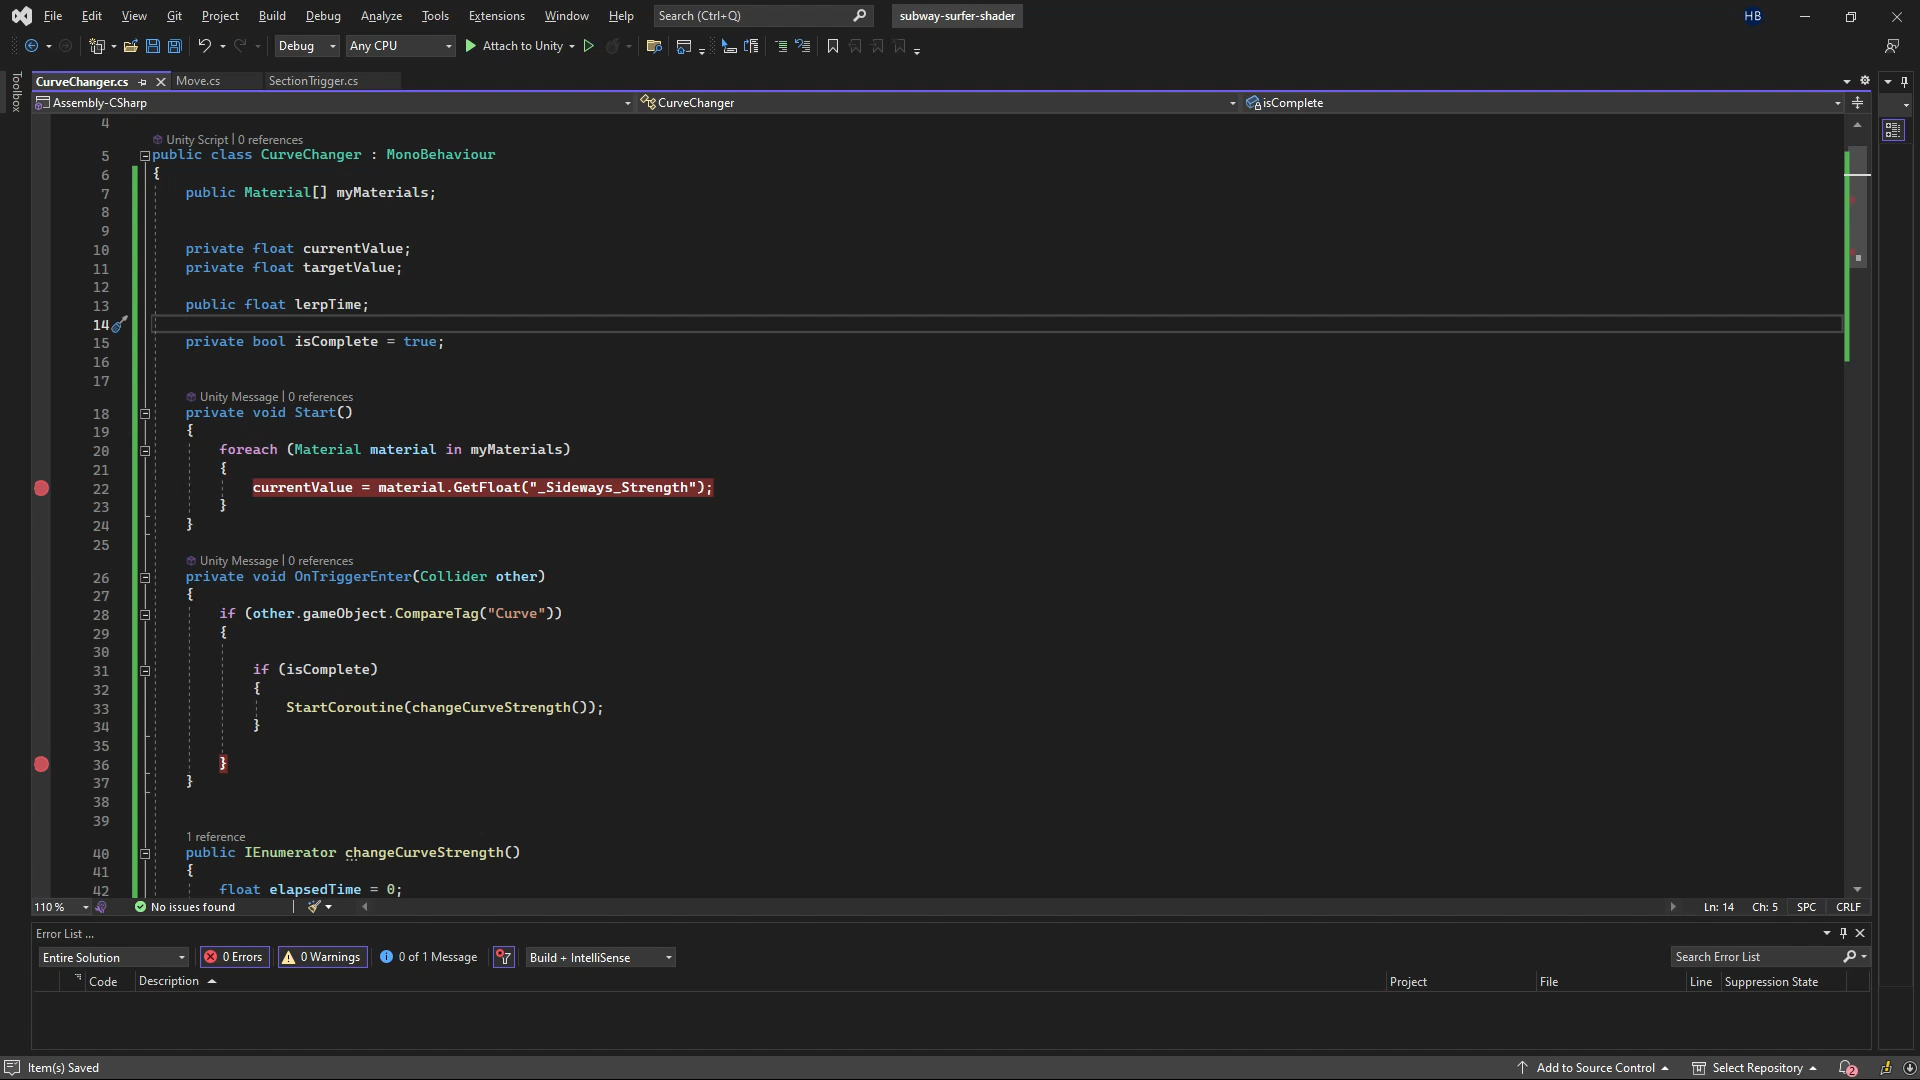 File Edit View Git Project Build Debug Analyze Tools Extensions Window Help Search (Ctrl+Q) subway-surfer-shader HB
Debug Any CPU Attach to Unity
Toolbox
CurveChanger.cs Move.cs SectionTrigger.cs
Assembly-CSharp CurveChanger isComplete
4
Unity Script | 0 references
5 public class CurveChanger : MonoBehaviour
6 {
7 public Material[] myMaterials;
8
9
10 private float currentValue;
11 private float targetValue;
12
13 public float lerpTime;
14
15 private bool isComplete = true;
16
17
Unity Message | 0 references
18 private void Start()
19 {
20 foreach (Material material in myMaterials)
21 {
22 currentValue = material.GetFloat("_Sideways_Strength");
23 }
24 }
25
Unity Message | 0 references
26 private void OnTriggerEnter(Collider other)
27 {
28 if (other.gameObject.CompareTag("Curve"))
29 {
30
31 if (isComplete)
32 {
33 StartCoroutine(changeCurveStrength());
34 }
35
36 }
37 }
38
39
1 reference
40 public IEnumerator changeCurveStrength()
41 {
42 float elapsedTime = 0;
110 % No issues found Ln: 14 Ch: 5 SPC CRLF
Error List ...
Entire Solution 0 Errors 0 Warnings 0 of 1 Message Build + IntelliSense Search Error List
Code Description Project File Line Suppression State
Item(s) Saved Add to Source Control Select Repository 2